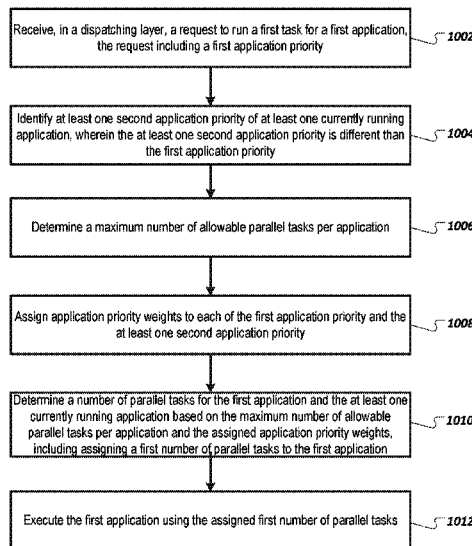 Receive, in a dispatching layer, a request to run a first task for a first application,
the request including a first application priority
1002
Identify at least one second application priority of at least one currently running
application, wherein the at least one second application priority is different than
the first application priority
1004
Determine a maximum number of allowable parallel tasks per application
1006
Assign application priority weights to each of the first application priority and the
at least one second application priority
1008
Determine a number of parallel tasks for the first application and the at least one
currently running application based on the maximum number of allowable
parallel tasks per application and the assigned application priority weights,
including assigning a first number of parallel tasks to the first application
1010
Execute the first application using the assigned first number of parallel tasks
1012